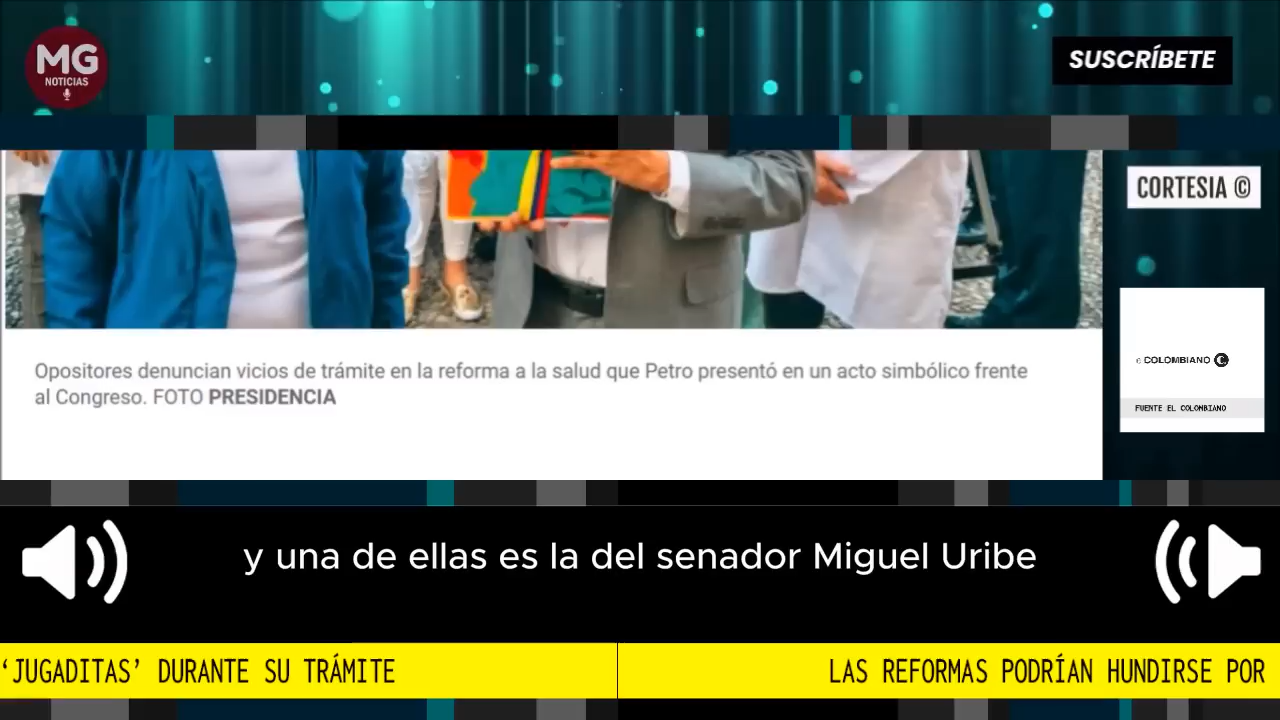 MG
NOTICIAS
SUSCRÍBETE
CORTESIA ©
EL COLOMBIANO C
FUENTE EL COLOMBIANO
Opositores denuncian vicios de trámite en la reforma a la salud que Petro presentó en un acto simbólico frente
al Congreso. FOTO PRESIDENCIA
y una de ellas es la del senador Miguel Uribe
‘JUGADITAS’ DURANTE SU TRÁMITE
LAS REFORMAS PODRÍAN HUNDIRSE POR